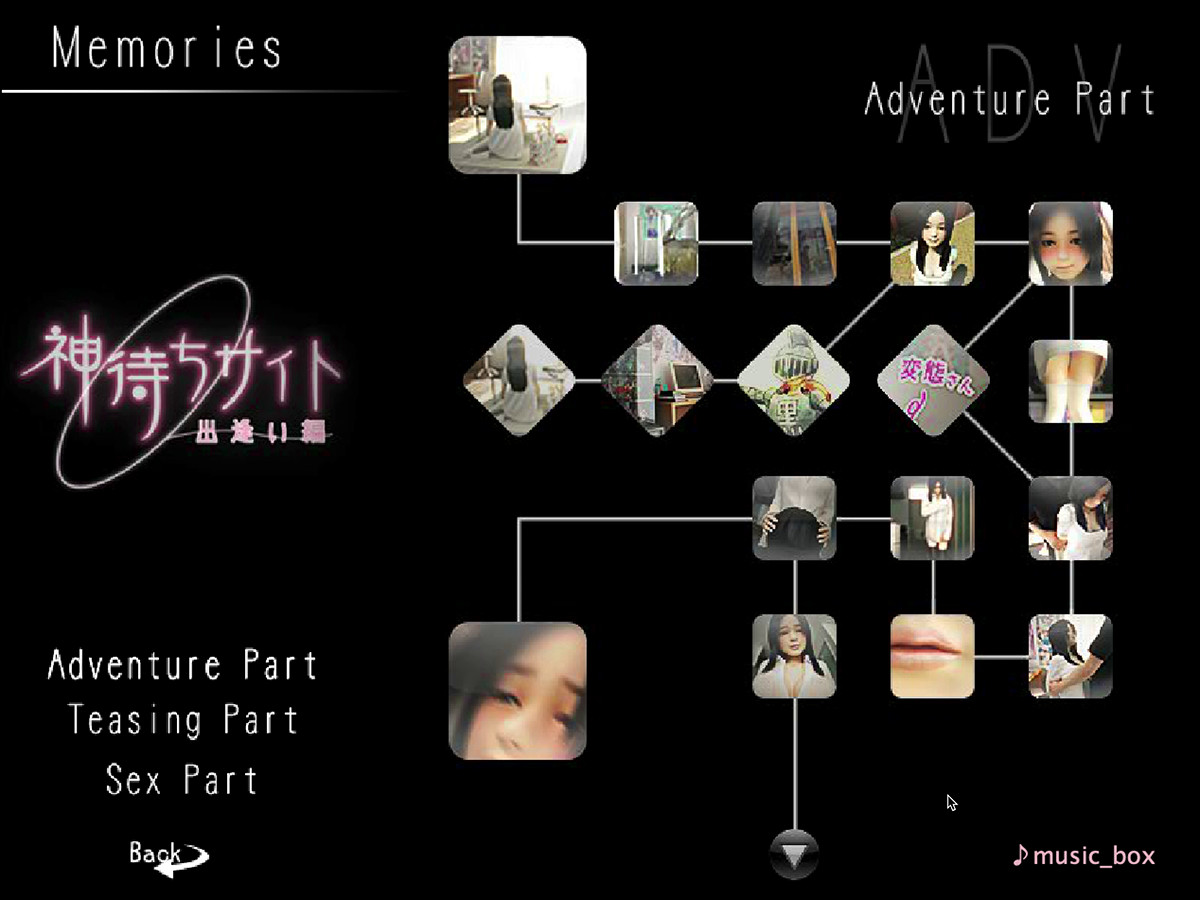 Memories
ADV
Adventure Part
神待ちサイト
出逢い編
変態さん
Adventure Part
Teasing Part
Sex Part
Back
♪music_box